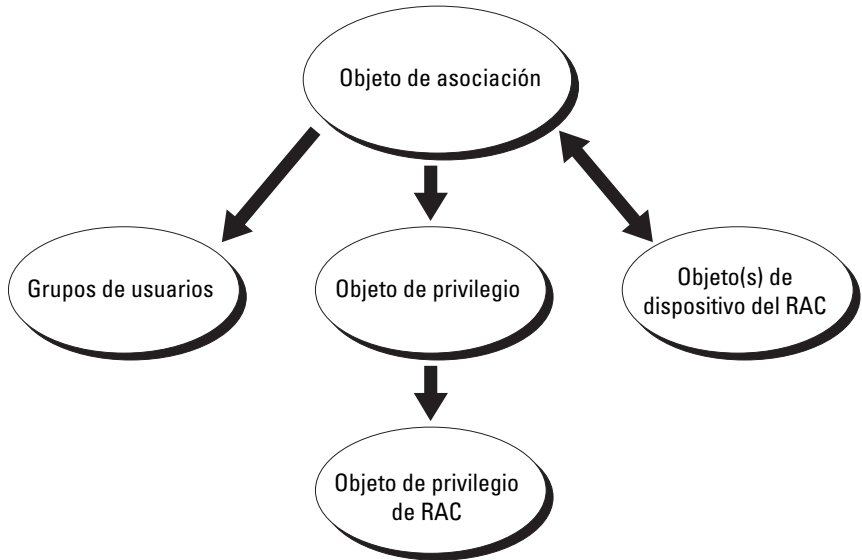 Objeto de asociación
Grupos de usuarios
Objeto de privilegio
Objeto(s) de
dispositivo del RAC
Objeto de privilegio
de RAC